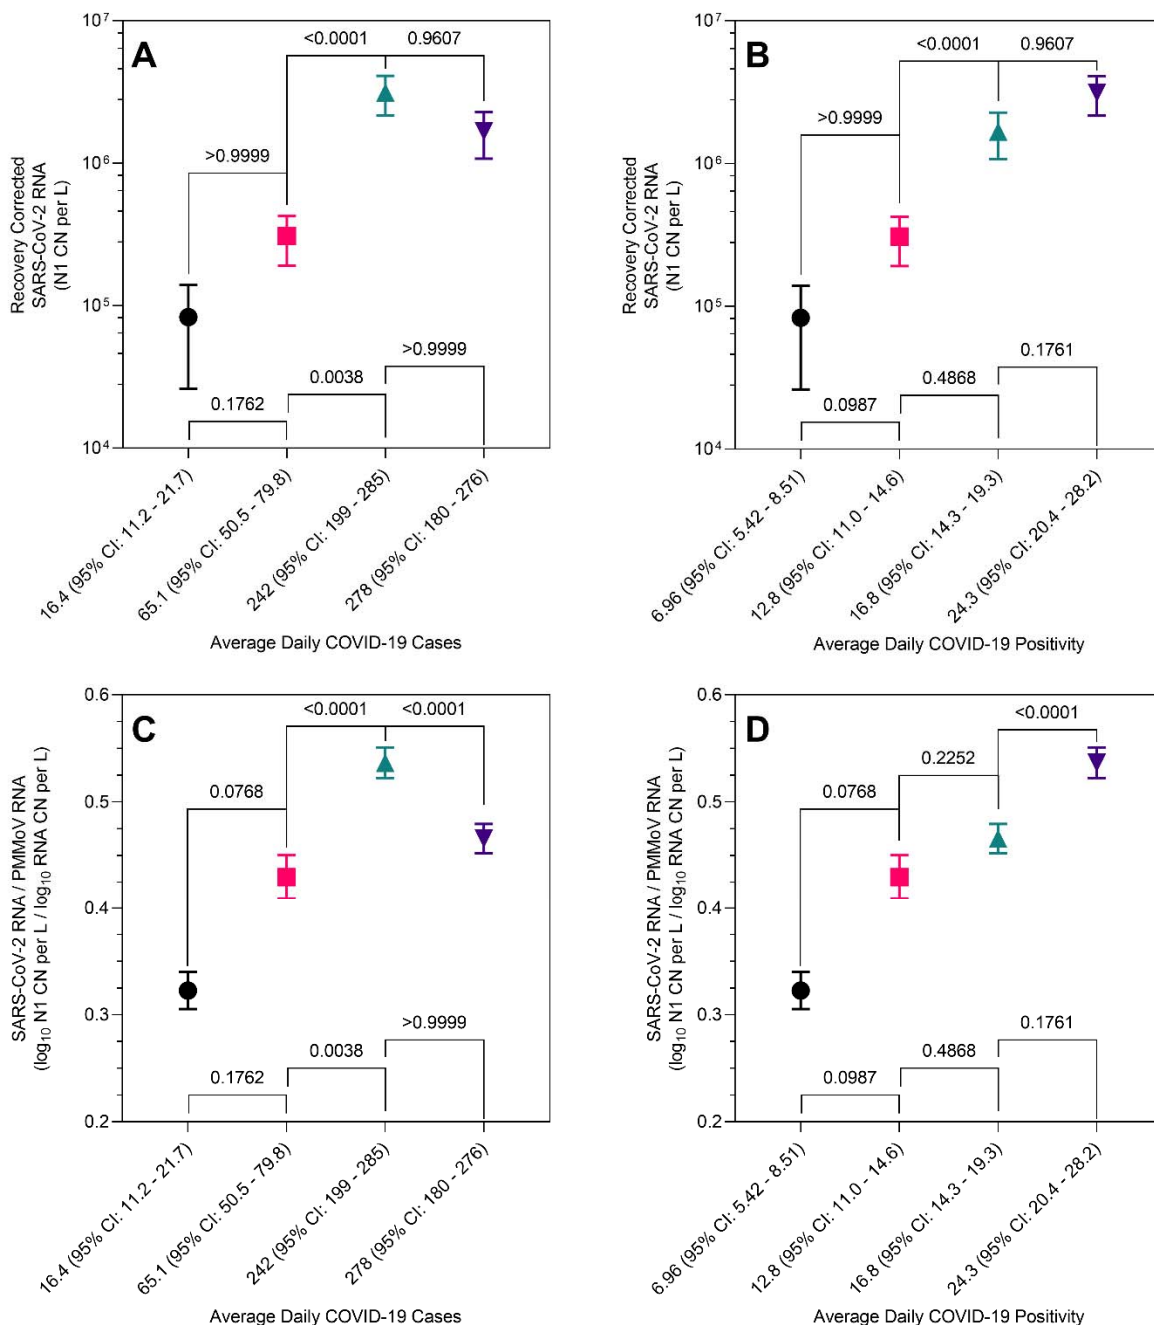 A
10⁷
10⁶
10⁵
10⁴
Recovery Corrected
SARS-CoV-2 RNA
(N1 CN per L)
<0.0001
0.9607
>0.9999
>0.9999
0.0038
0.1762
16.4 (95% CI: 11.2 - 21.7)
65.1 (95% CI: 50.5 - 79.8)
242 (95% CI: 199 - 285)
278 (95% CI: 180 - 276)
Average Daily COVID-19 Cases
B
10⁷
10⁶
10⁵
10⁴
Recovery Corrected
SARS-CoV-2 RNA
(N1 CN per L)
<0.0001
0.9607
>0.9999
0.1761
0.4868
0.0987
6.96 (95% CI: 5.42 - 8.51)
12.8 (95% CI: 11.0 - 14.6)
16.8 (95% CI: 14.3 - 19.3)
24.3 (95% CI: 20.4 - 28.2)
Average Daily COVID-19 Positivity
C
0.6
0.5
0.4
0.3
0.2
SARS-CoV-2 RNA / PMMoV RNA
(log₁₀ N1 CN per L / log₁₀ RNA CN per L)
<0.0001
<0.0001
0.0768
>0.9999
0.0038
0.1762
16.4 (95% CI: 11.2 - 21.7)
65.1 (95% CI: 50.5 - 79.8)
242 (95% CI: 199 - 285)
278 (95% CI: 180 - 276)
Average Daily COVID-19 Cases
D
0.6
0.5
0.4
0.3
0.2
SARS-CoV-2 RNA / PMMoV RNA
(log₁₀ N1 CN per L / log₁₀ RNA CN per L)
<0.0001
0.2252
0.0768
0.1761
0.4868
0.0987
6.96 (95% CI: 5.42 - 8.51)
12.8 (95% CI: 11.0 - 14.6)
16.8 (95% CI: 14.3 - 19.3)
24.3 (95% CI: 20.4 - 28.2)
Average Daily COVID-19 Positivity